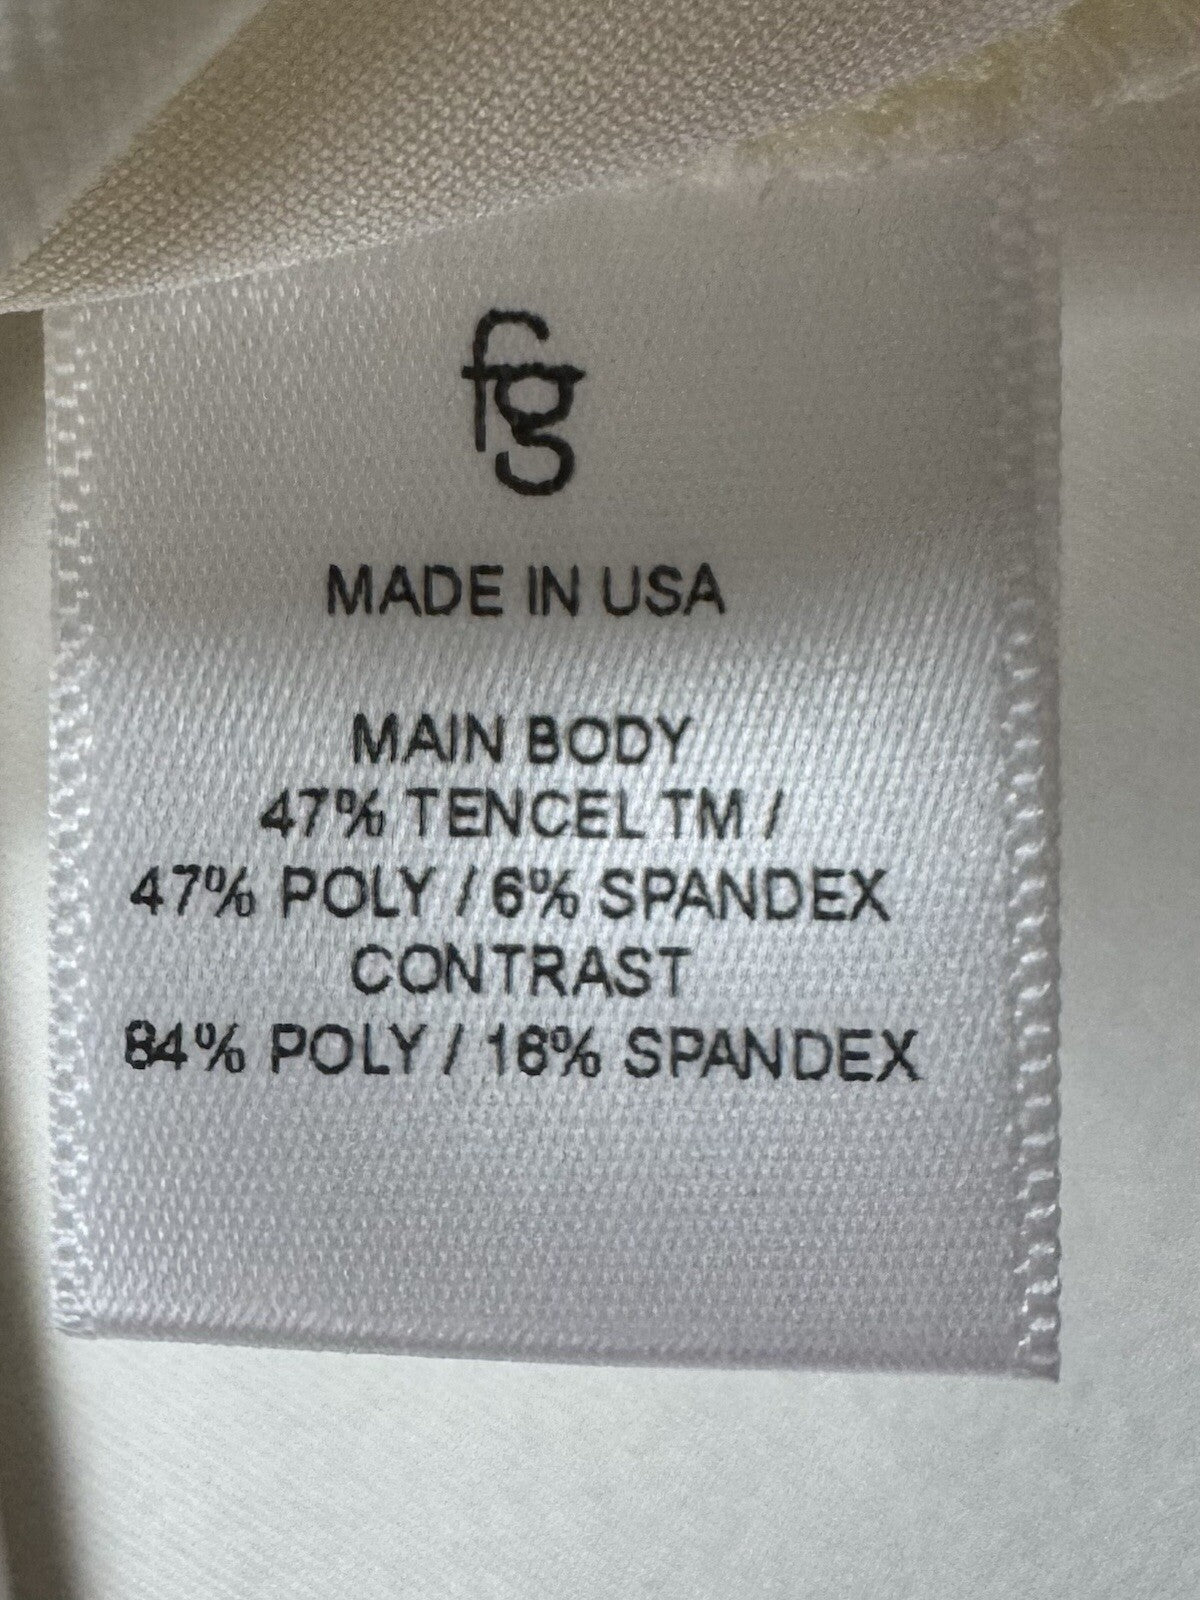 fg
MADE IN USA
MAIN BODY
47% TENCEL TM /
47% POLY / 6% SPANDEX
CONTRAST
84% POLY / 16% SPANDEX